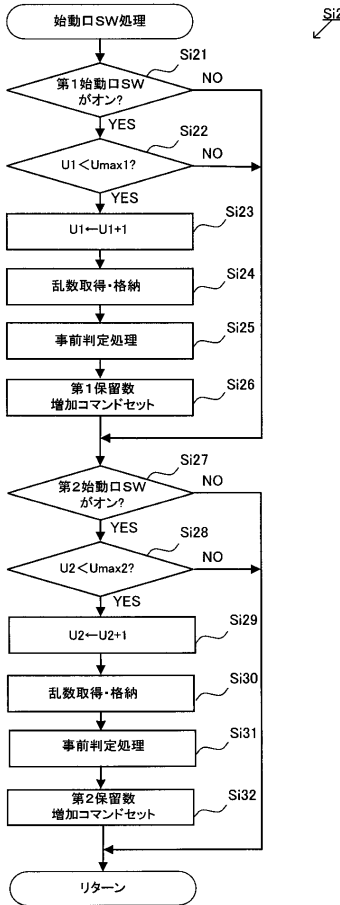 始動口SW処理
Si2
Si21
第1始動口SW
がオン?
NO
YES
Si22
U1<Umax1?
NO
YES
Si23
U1←U1+1
Si24
乱数取得・格納
Si25
事前判定処理
Si26
第1保留数
増加コマンドセット
Si27
第2始動口SW
がオン?
NO
YES
Si28
U2<Umax2?
NO
YES
Si29
U2←U2+1
Si30
乱数取得・格納
Si31
事前判定処理
Si32
第2保留数
増加コマンドセット
リターン